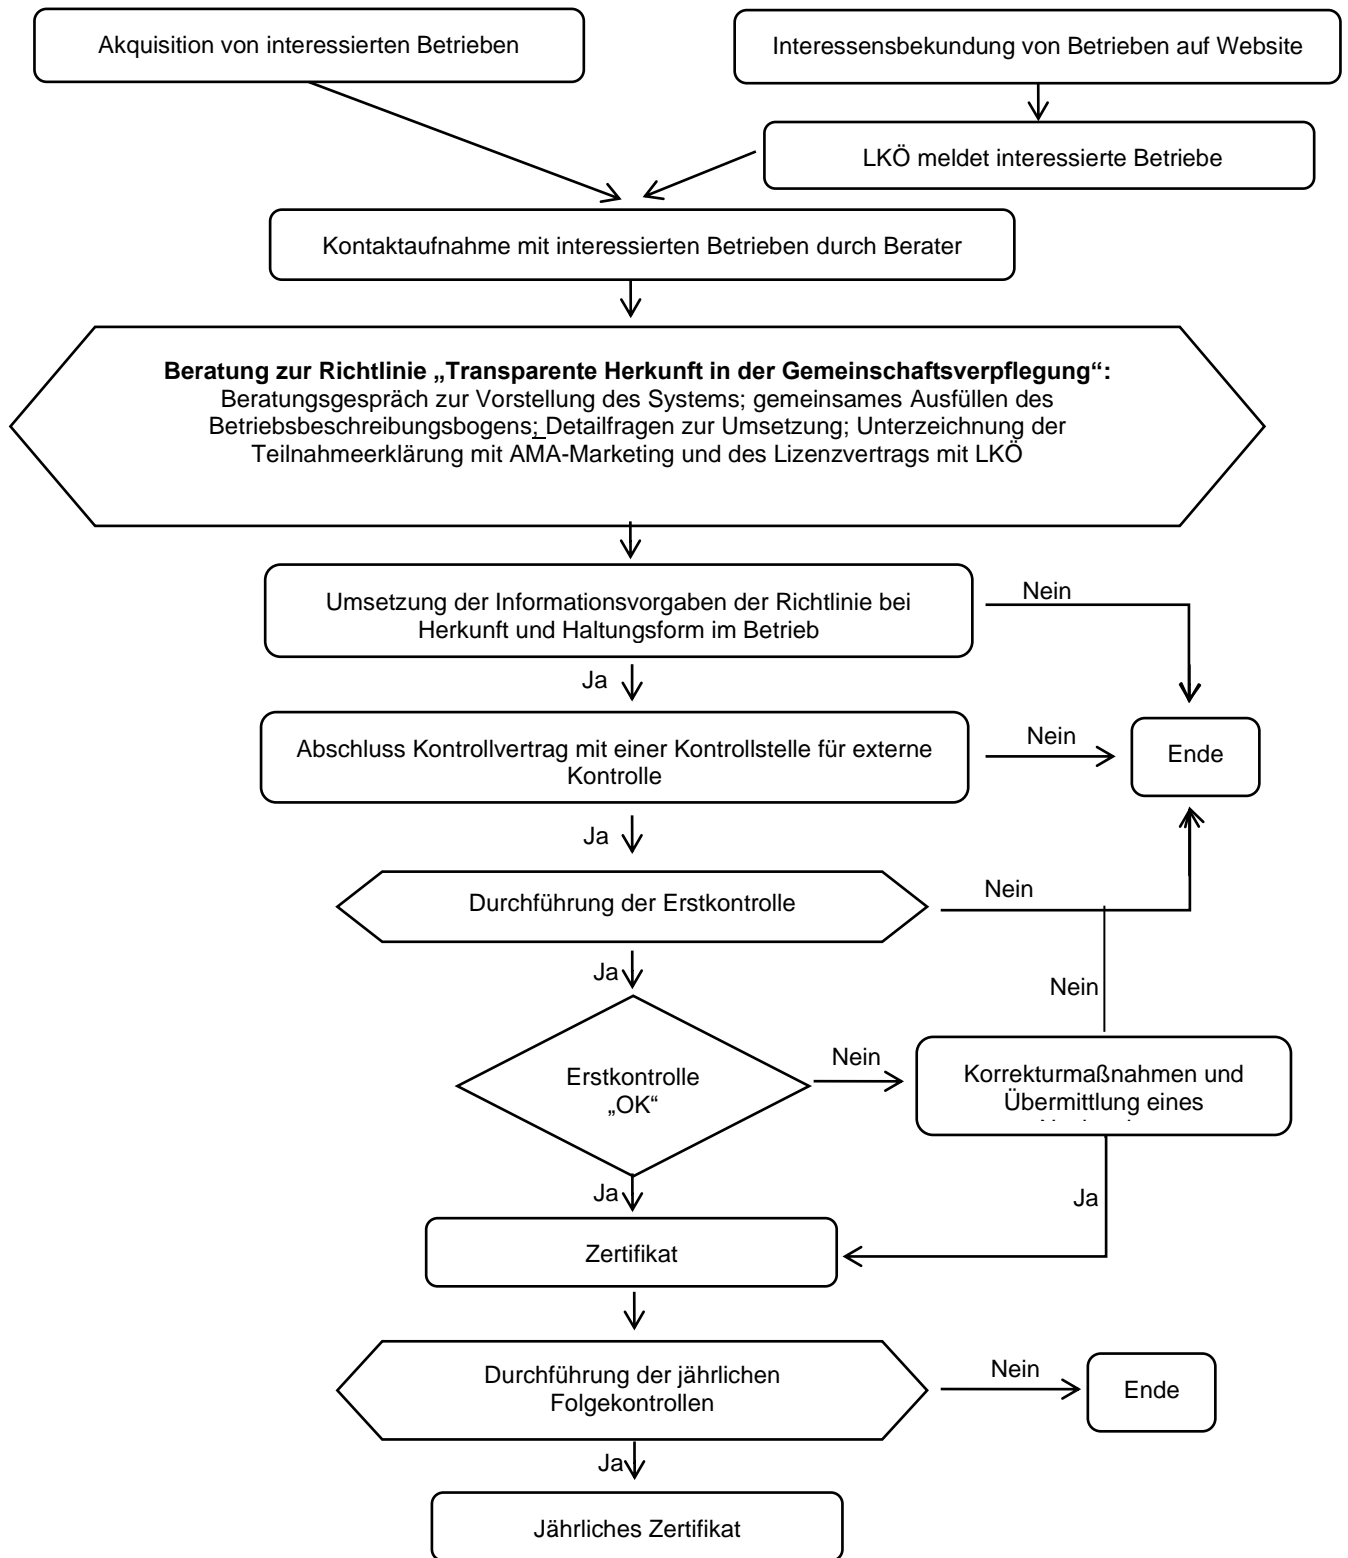 Akquisition von interessierten Betrieben
Interessensbekundung von Betrieben auf Website
LKÖ meldet interessierte Betriebe
Kontaktaufnahme mit interessierten Betrieben durch Berater
Beratung zur Richtlinie „Transparente Herkunft in der Gemeinschaftsverpflegung“:
Beratungsgespräch zur Vorstellung des Systems; gemeinsames Ausfüllen des
Betriebsbeschreibungsbogens; Detailfragen zur Umsetzung; Unterzeichnung der
Teilnahmeerklärung mit AMA-Marketing und des Lizenzvertrags mit LKÖ
Umsetzung der Informationsvorgaben der Richtlinie bei
Herkunft und Haltungsform im Betrieb
Nein
Ja
Abschluss Kontrollvertrag mit einer Kontrollstelle für externe
Kontrolle
Nein
Ende
Ja
Durchführung der Erstkontrolle
Nein
Ja
Nein
Erstkontrolle
„OK“
Nein
Korrekturmaßnahmen und
Übermittlung eines
Ja
Ja
Zertifikat
Durchführung der jährlichen
Folgekontrollen
Nein
Ende
Ja
Jährliches Zertifikat